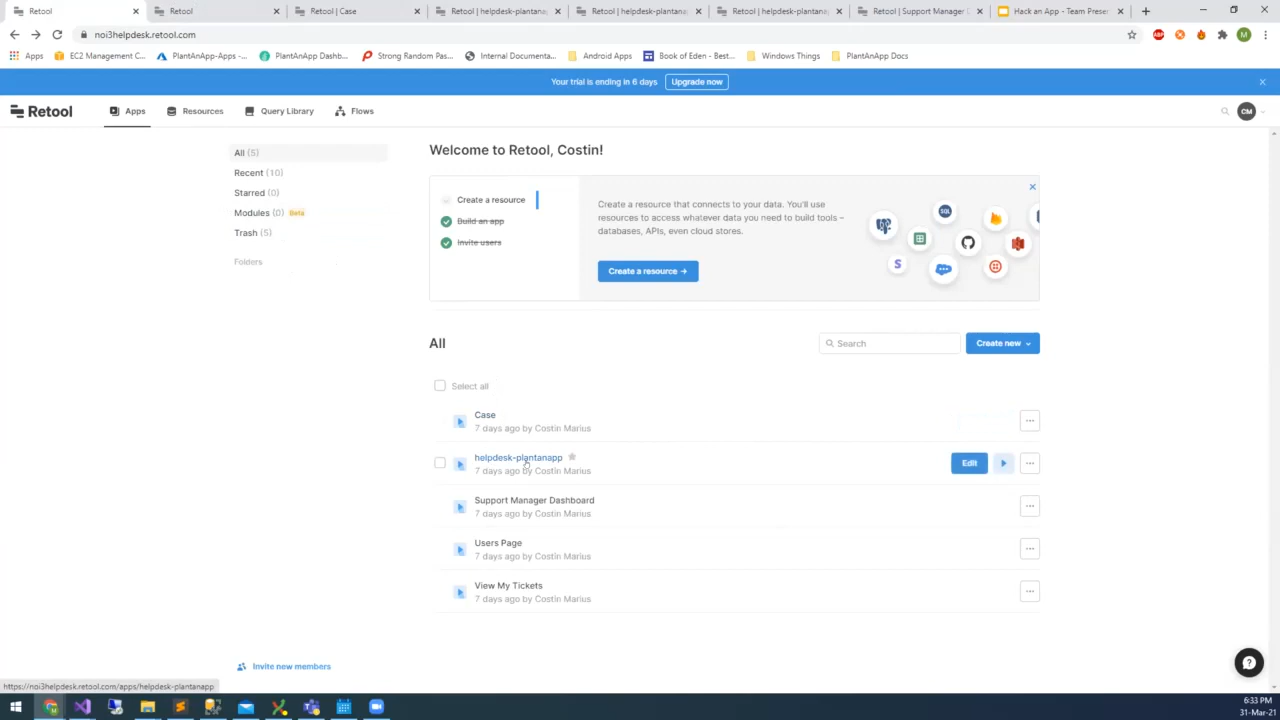 Retool
Retool
Retool | Case
Retool | helpdesk-plantana
Retool | helpdesk-plantana
Retool | helpdesk-plantana
Retool | Support Manager D
Hack an App - Team Prese
noi3helpdesk.retool.com
ABP
M
Apps
EC2 Management C...
PlantAnApp-Apps -...
PlantAnApp Dashb...
Strong Random Pas...
Internal Documenta...
Android Apps
Book of Eden - Best...
Windows Things
PlantAnApp Docs
Your trial is ending in 6 days
Upgrade now
Retool
Apps
Resources
Query Library
Flows
CM
All (5)
Recent (10)
Starred (0)
Modules (0) Beta
Trash (5)
Folders
Welcome to Retool, Costin!
Create a resource
Build an app
Invite users
Create a resource that connects to your data. You'll use
resources to access whatever data you need to build tools –
databases, APIs, even cloud stores.
Create a resource →
SQL
S
All
Search
Create new
Select all
Case
7 days ago by Costin Marius
helpdesk-plantanapp
7 days ago by Costin Marius
Edit
Support Manager Dashboard
7 days ago by Costin Marius
Users Page
7 days ago by Costin Marius
View My Tickets
7 days ago by Costin Marius
Invite new members
https://noi3helpdesk.retool.com/apps/helpdesk-plantanapp
6:33 PM
31-Mar-21